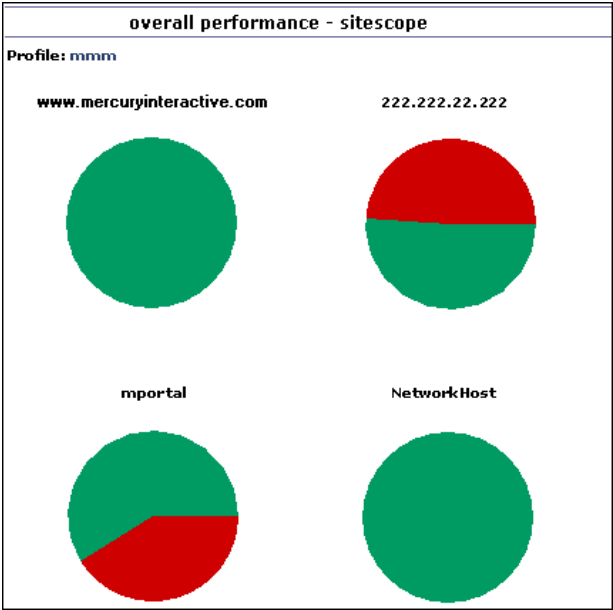 overall performance - sitescope
Profile: mmm
www.mercuryinteractive.com
222.222.22.222
mportal
NetworkHost